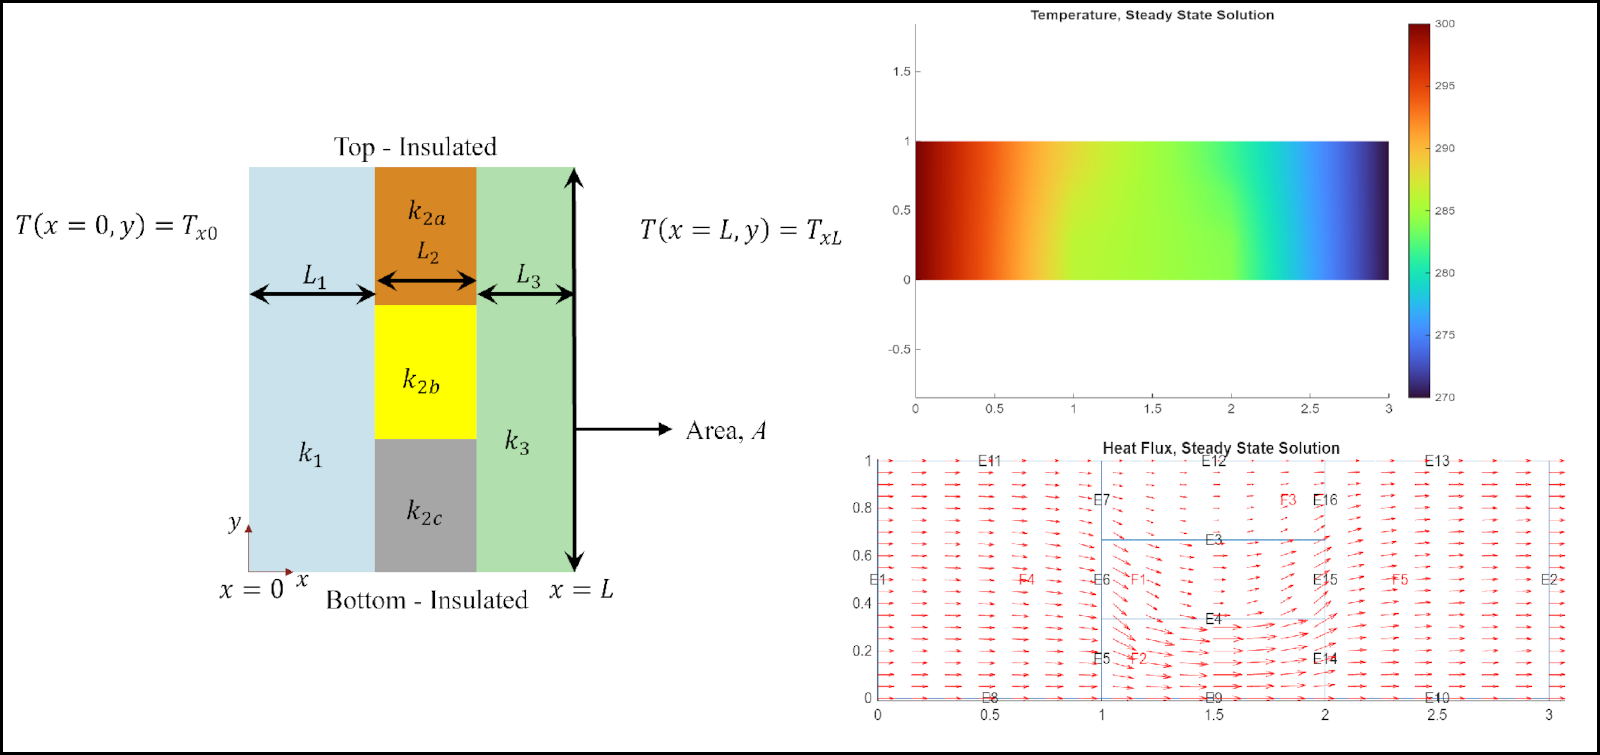 Top - Insulated
T(x = 0, y) = Tₓ₀
k₂ₐ
L₂
T(x = L, y) = TₓL
L₁
L₃
k₂b
Area, A
k₁
k₃
k₂c
y
x = 0
x
Bottom - Insulated
x = L
Temperature, Steady State Solution
1.5
1
0.5
0
-0.5
0
0.5
1
1.5
2
2.5
3
300
295
290
285
280
275
270
Heat Flux, Steady State Solution
1
0.8
0.6
0.4
0.2
0
E11
E12
E13
E7
F3
E16
E3
E1
F4
E6
F1
E15
F5
E2
E4
E5
F2
E14
E8
E9
E10
0
0.5
1
1.5
2
2.5
3